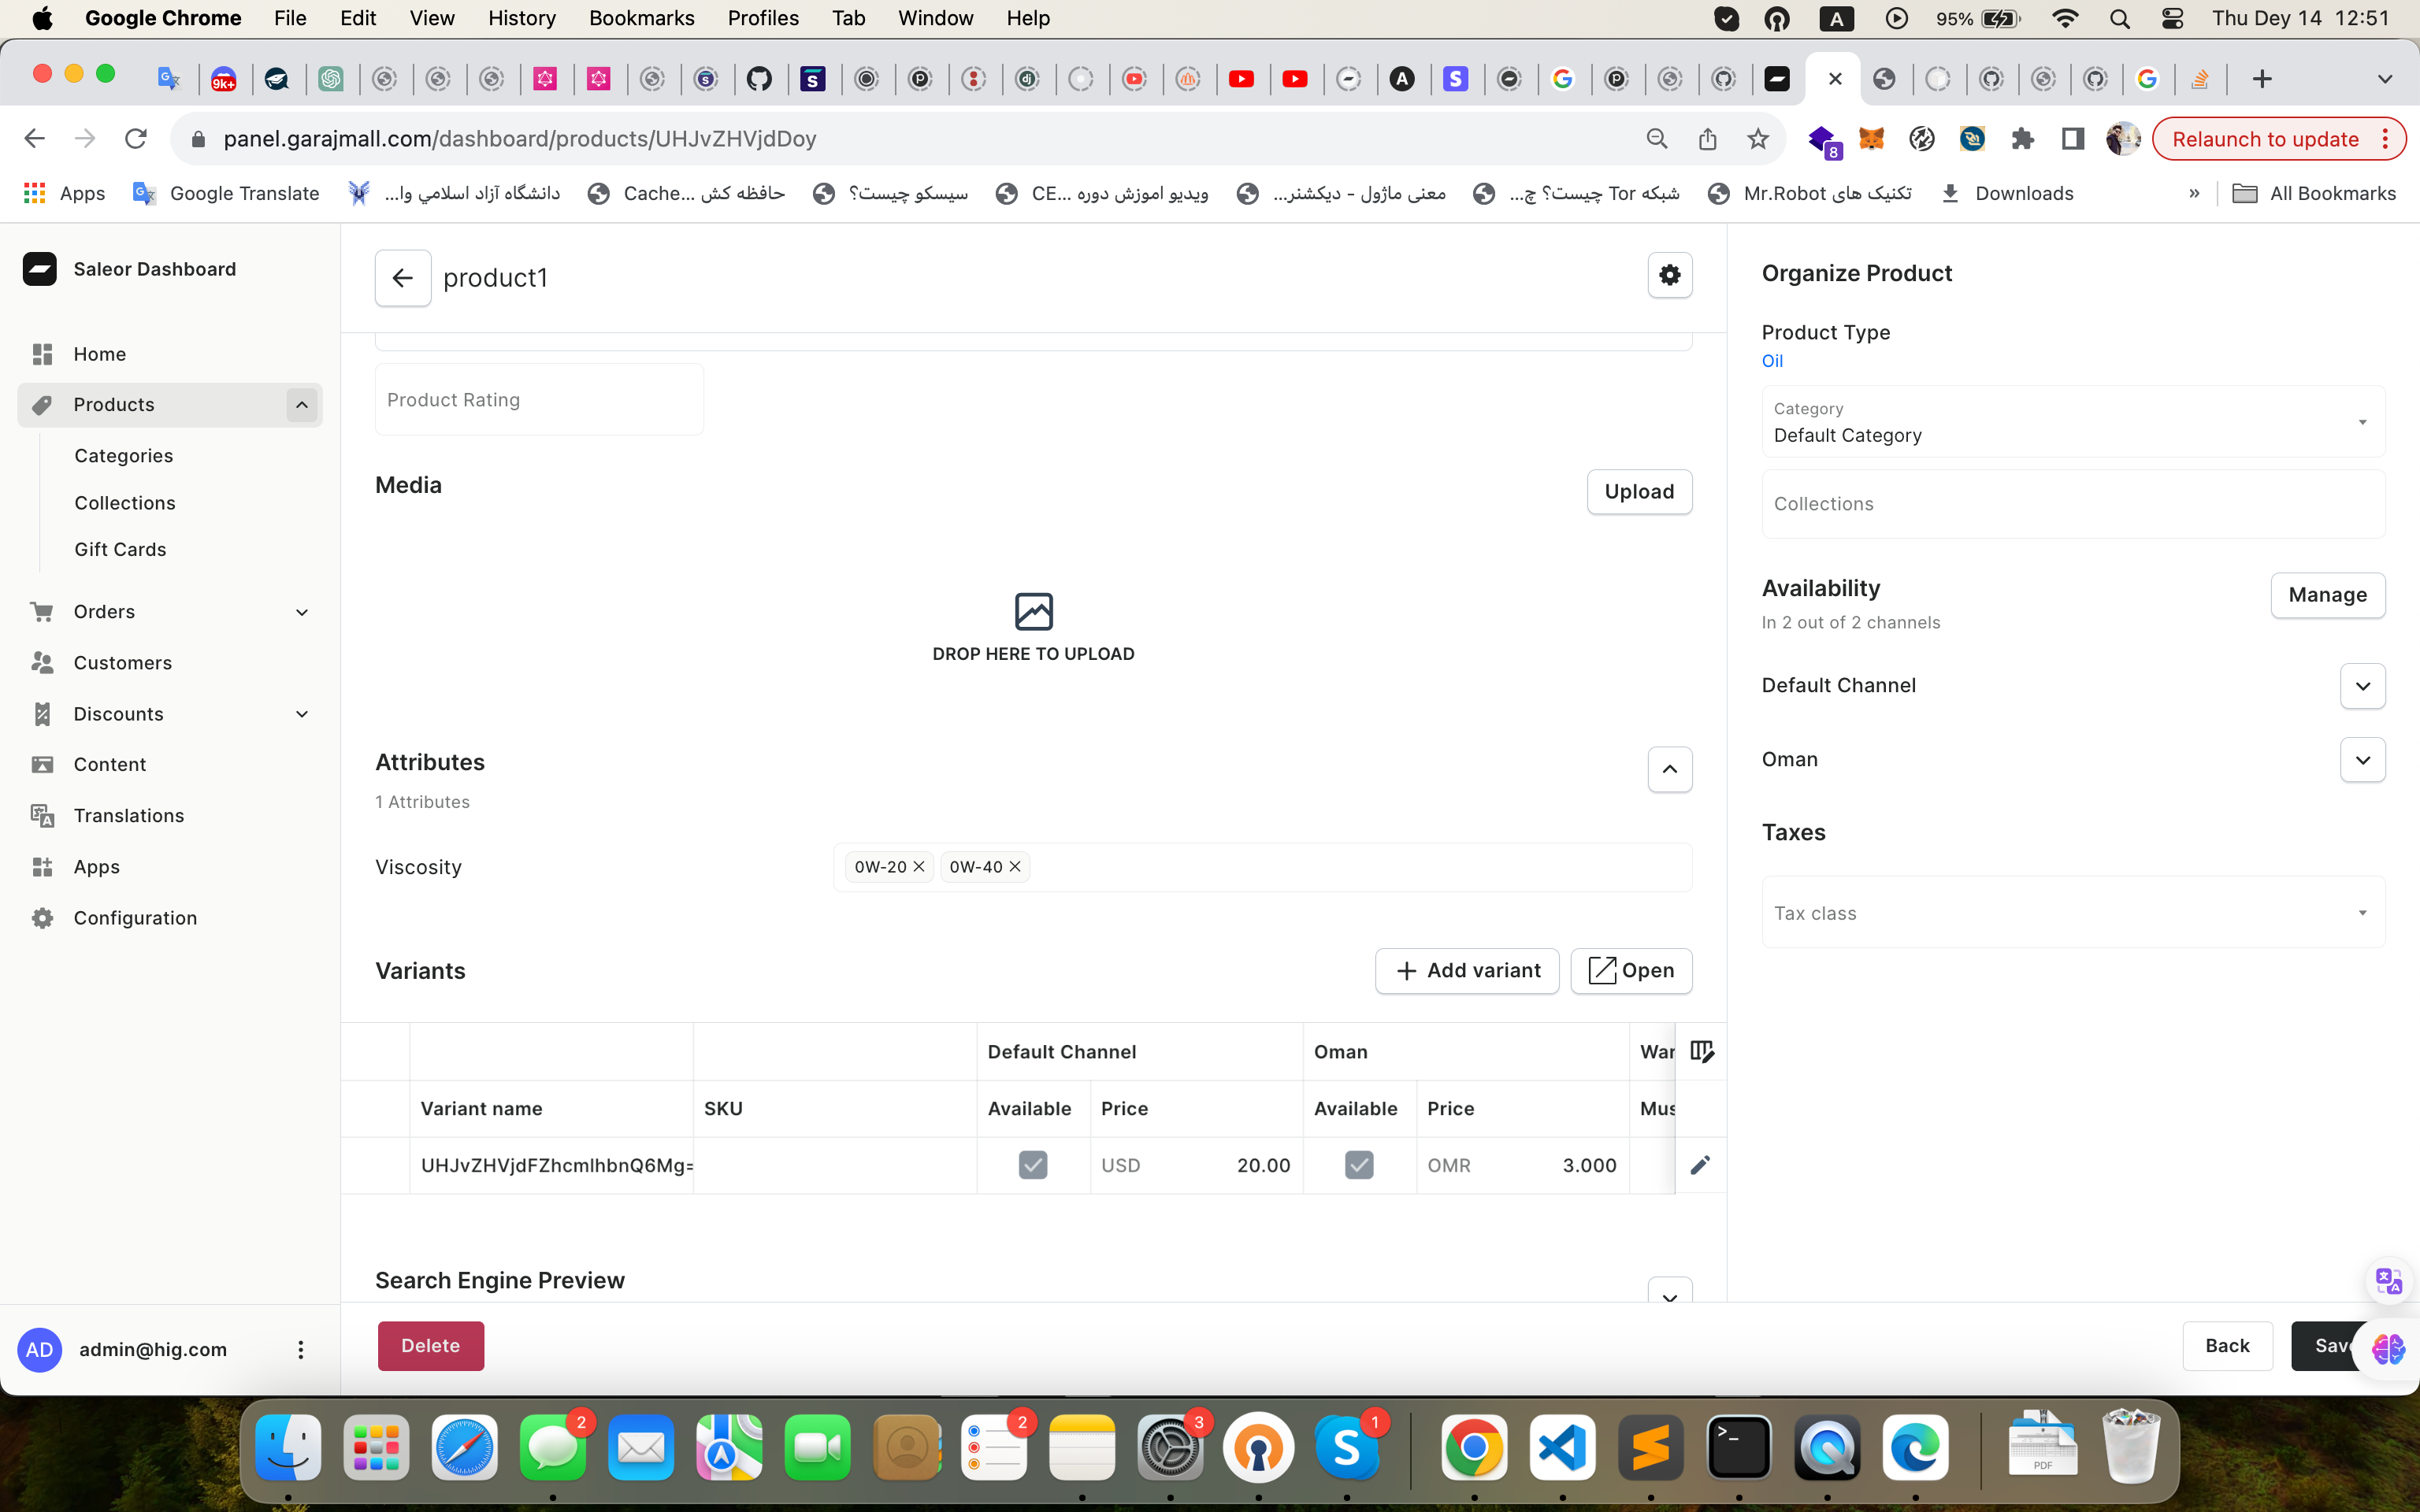 Google Chrome File Edit View History Bookmarks Profiles Tab Window Help
A 95% Thu Dey 14 12:51
9k+
panel.garajmall.com/dashboard/products/UHJvZHVjdDoy
8
Relaunch to update
Apps Google Translate دانشگاه آزاد اسلامي وا... حافظه کش ...Cache سیسکو چیست؟ ویدیو اموزش دوره ...CE معنی ماژول - دیکشنر... شبکه Tor چیست؟ چ... تکنیک های Mr.Robot Downloads » All Bookmarks
Saleor Dashboard
Home
Products
Categories
Collections
Gift Cards
Orders
Customers
Discounts
Content
Translations
Apps
Configuration
AD admin@hig.com
product1
Product Rating
Media
Upload
DROP HERE TO UPLOAD
Attributes
1 Attributes
Viscosity 0W-20 0W-40
Variants
Add variant Open
Default Channel Oman War
Variant name SKU Available Price Available Price Mus
UHJvZHVjdFZhcmlhbnQ6Mg= USD 20.00 OMR 3.000
Search Engine Preview
Delete
Back
Save
Organize Product
Product Type
Oil
Category
Default Category
Collections
Availability
Manage
In 2 out of 2 channels
Default Channel
Oman
Taxes
Tax class
2 2 3 1
PDF